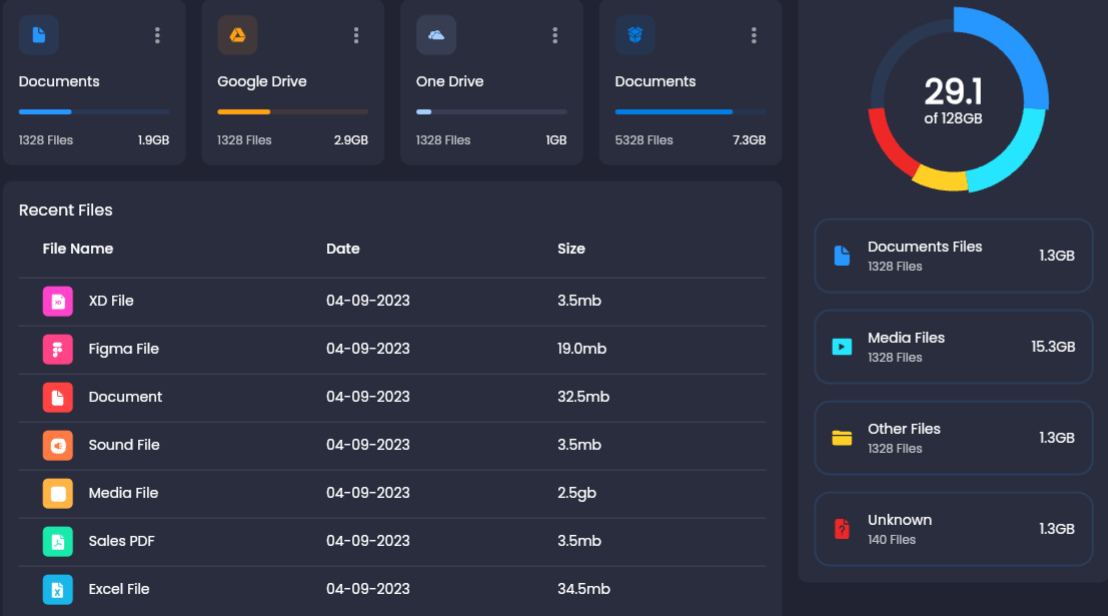 Documents
1328 Files 1.9GB
Google Drive
1328 Files 2.9GB
One Drive
1328 Files 1GB
Documents
5328 Files 7.3GB
29.1
of 128GB
Recent Files
File Name Date Size
XD File 04-09-2023 3.5mb
Figma File 04-09-2023 19.0mb
Document 04-09-2023 32.5mb
Sound File 04-09-2023 3.5mb
Media File 04-09-2023 2.5gb
Sales PDF 04-09-2023 3.5mb
Excel File 04-09-2023 34.5mb
Documents Files 1.3GB
1328 Files
Media Files 15.3GB
1328 Files
Other Files 1.3GB
1328 Files
Unknown 1.3GB
140 Files